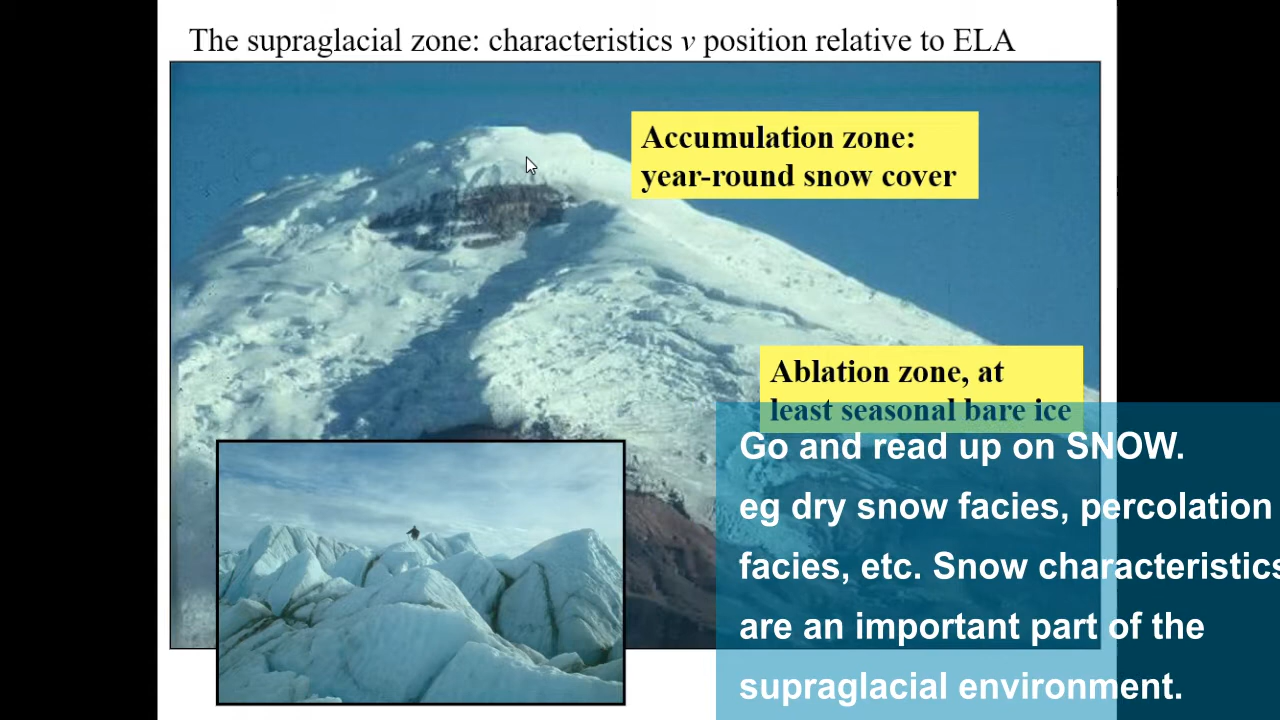 The supraglacial zone: characteristics v position relative to ELA
Accumulation zone:
year-round snow cover
Ablation zone, at
least seasonal bare ice
Go and read up on SNOW.
eg dry snow facies, percolation
facies, etc. Snow characteristics
are an important part of the
supraglacial environment.